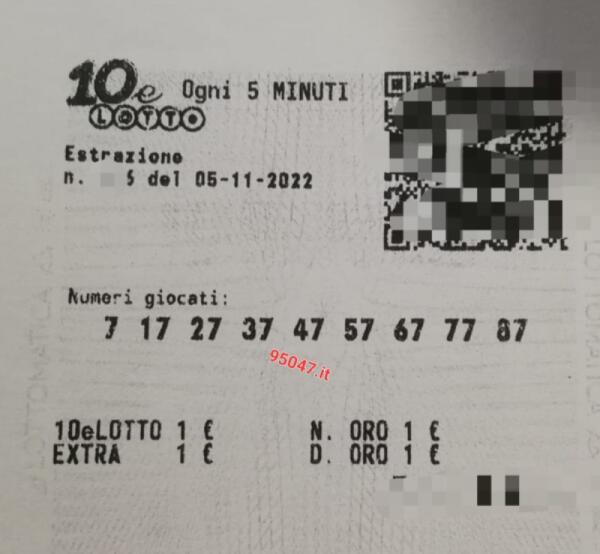 10e LOTTO Ogni 5 MINUTI
Estrazione
n. 5 del 05-11-2022
Numeri giocati:
7 17 27 37 47 57 67 77 87
95047.it
10eLOTTO 1 € N. ORO 1 €
EXTRA 1 € D. ORO 1 €